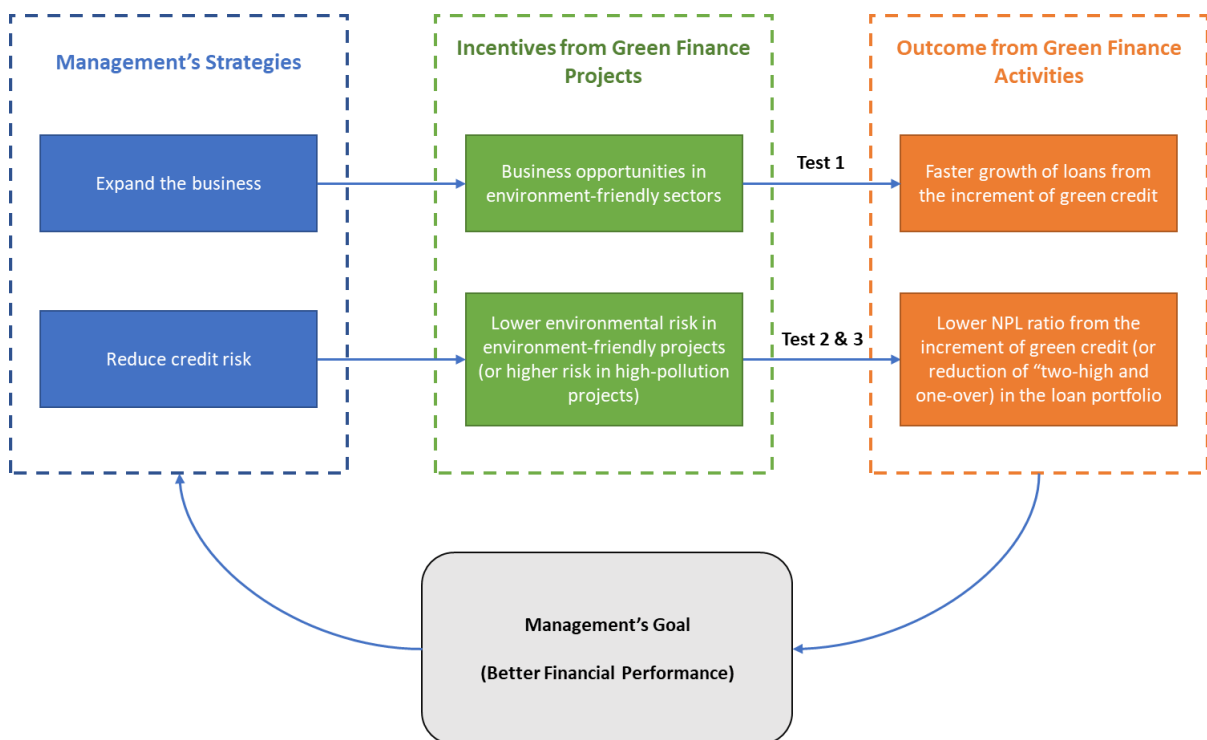 Management’s Strategies
Expand the business
Reduce credit risk
Incentives from Green Finance
Projects
Business opportunities in
environment-friendly sectors
Lower environmental risk in
environment-friendly projects
(or higher risk in high-pollution
projects)
Test 1
Test 2 & 3
Outcome from Green Finance
Activities
Faster growth of loans from
the increment of green credit
Lower NPL ratio from the
increment of green credit (or
reduction of “two-high and
one-over) in the loan portfolio
Management’s Goal
(Better Financial Performance)